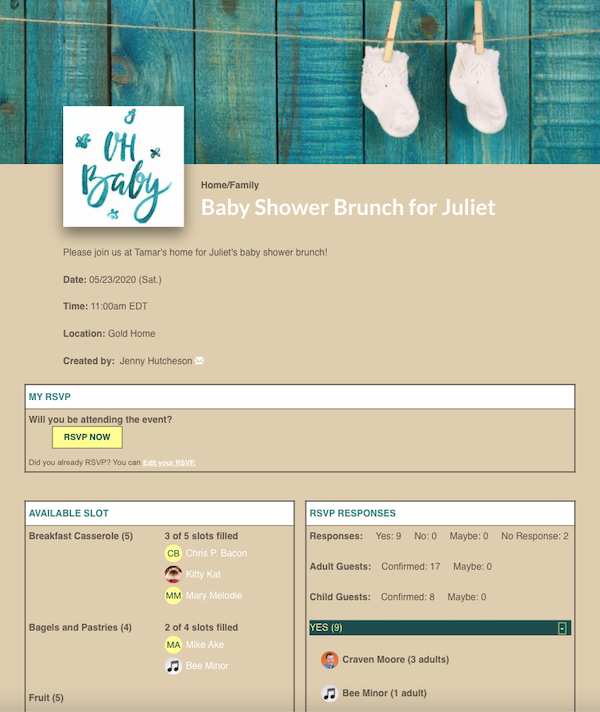 OH
Baby
Home/Family
Baby Shower Brunch for Juliet
Please join us at Tamar's home for Juliet's baby shower brunch!
Date: 05/23/2020 (Sat.)
Time: 11:00am EDT
Location: Gold Home
Created by: Jenny Hutcheson
MY RSVP
Will you be attending the event?
RSVP NOW
Did you already RSVP? You can Edit your RSVP.
AVAILABLE SLOT
Breakfast Casserole (5) 3 of 5 slots filled
CB Chris P. Bacon
Kitty Kat
MM Mary Melodie
Bagels and Pastries (4) 2 of 4 slots filled
MA Mike Ake
Bee Minor
Fruit (5)
RSVP RESPONSES
Responses: Yes: 9 No: 0 Maybe: 0 No Response: 2
Adult Guests: Confirmed: 17 Maybe: 0
Child Guests: Confirmed: 8 Maybe: 0
YES (9) -
Craven Moore (3 adults)
Bee Minor (1 adult)